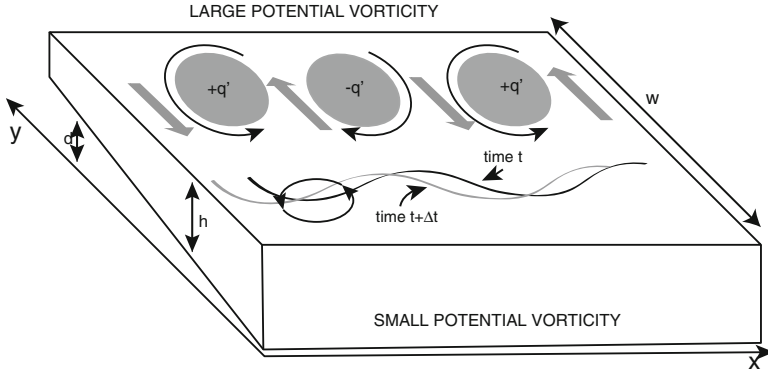 LARGE POTENTIAL VORTICITY
+q'
-q'
+q'
w
y
d
h
time t
time t+Δt
SMALL POTENTIAL VORTICITY
x